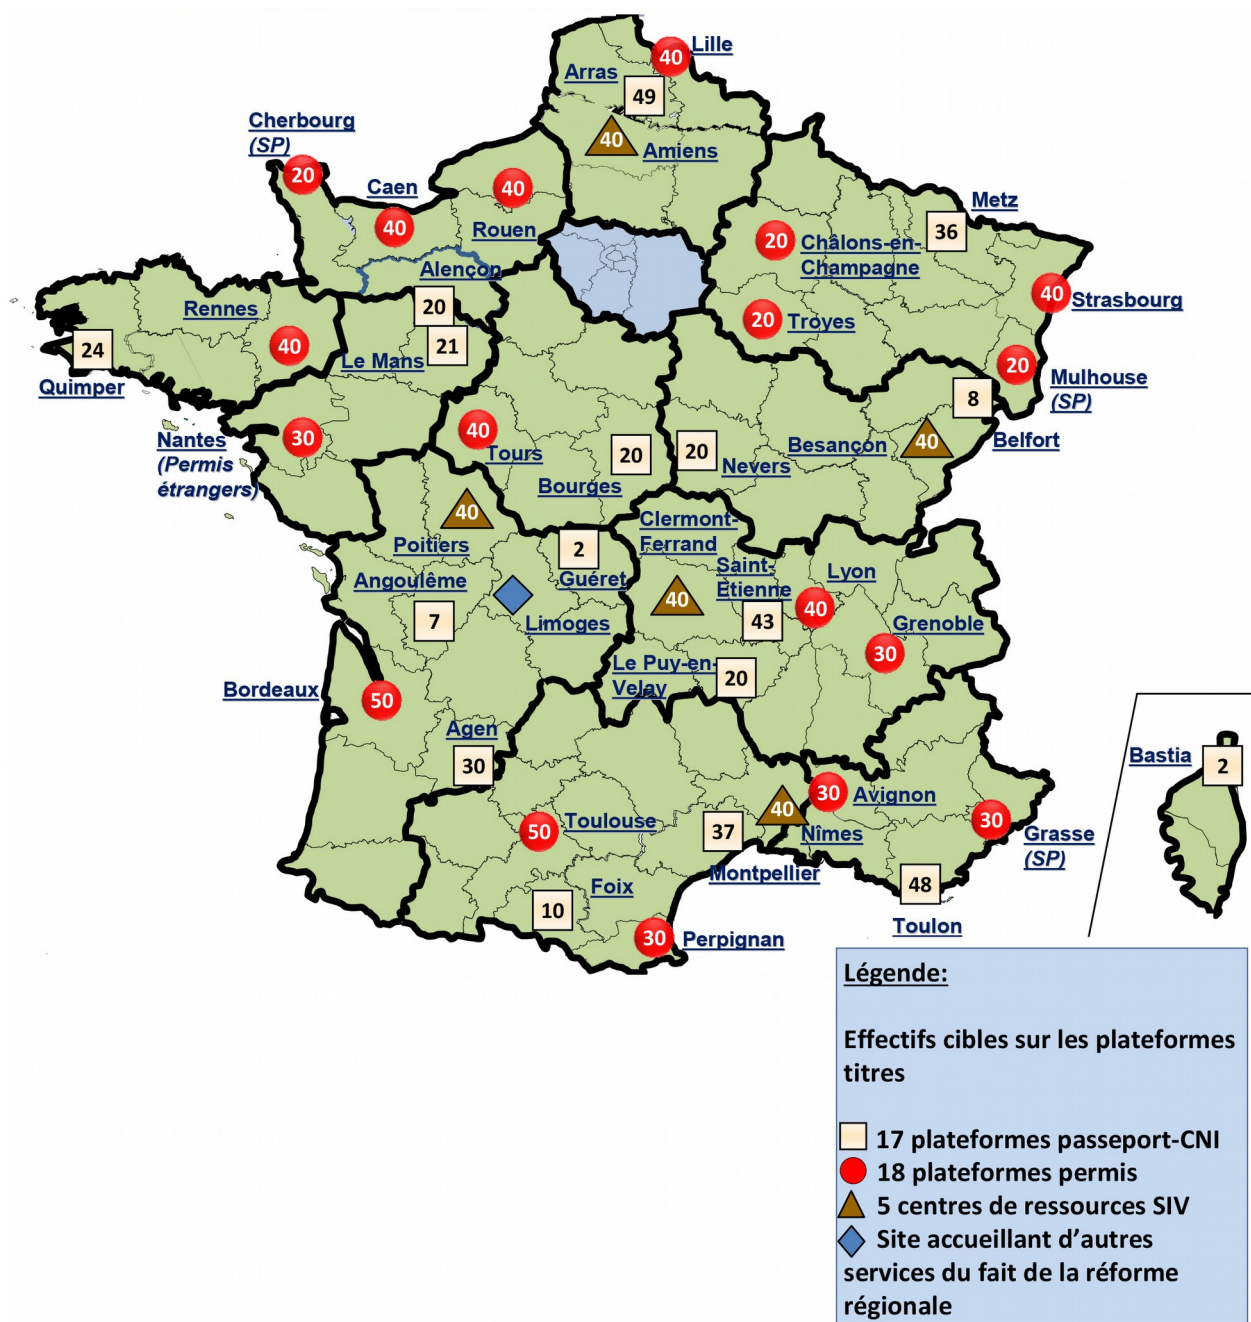 Lille
40
Arras
49
40
Amiens
Cherbourg
(SP)
20
Caen
40
40
Rouen
Metz
36
20
Châlons-en-
Champagne
Alençon
20
Rennes
40
24
Quimper
21
Le Mans
40
Strasbourg
20
Troyes
20
Mulhouse
(SP)
8
Belfort
Nantes
(Permis
étrangers)
30
40
Tours
20
Bourges
20
Nevers
Besançon
40
40
Poitiers
2
Guéret
Clermont-
Ferrand
40
Saint-
Etienne
43
Lyon
40
Angoulême
7
Limoges
Grenoble
30
Le Puy-en-
Velay
20
Bordeaux
50
Agen
30
Bastia
2
50
Toulouse
37
Montpellier
40
Nîmes
30
Avignon
30
Grasse
(SP)
Foix
10
48
Toulon
30
Perpignan
Légende:
Effectifs cibles sur les plateformes
titres
17 plateformes passeport-CNI
18 plateformes permis
5 centres de ressources SIV
Site accueillant d’autres
services du fait de la réforme
régionale